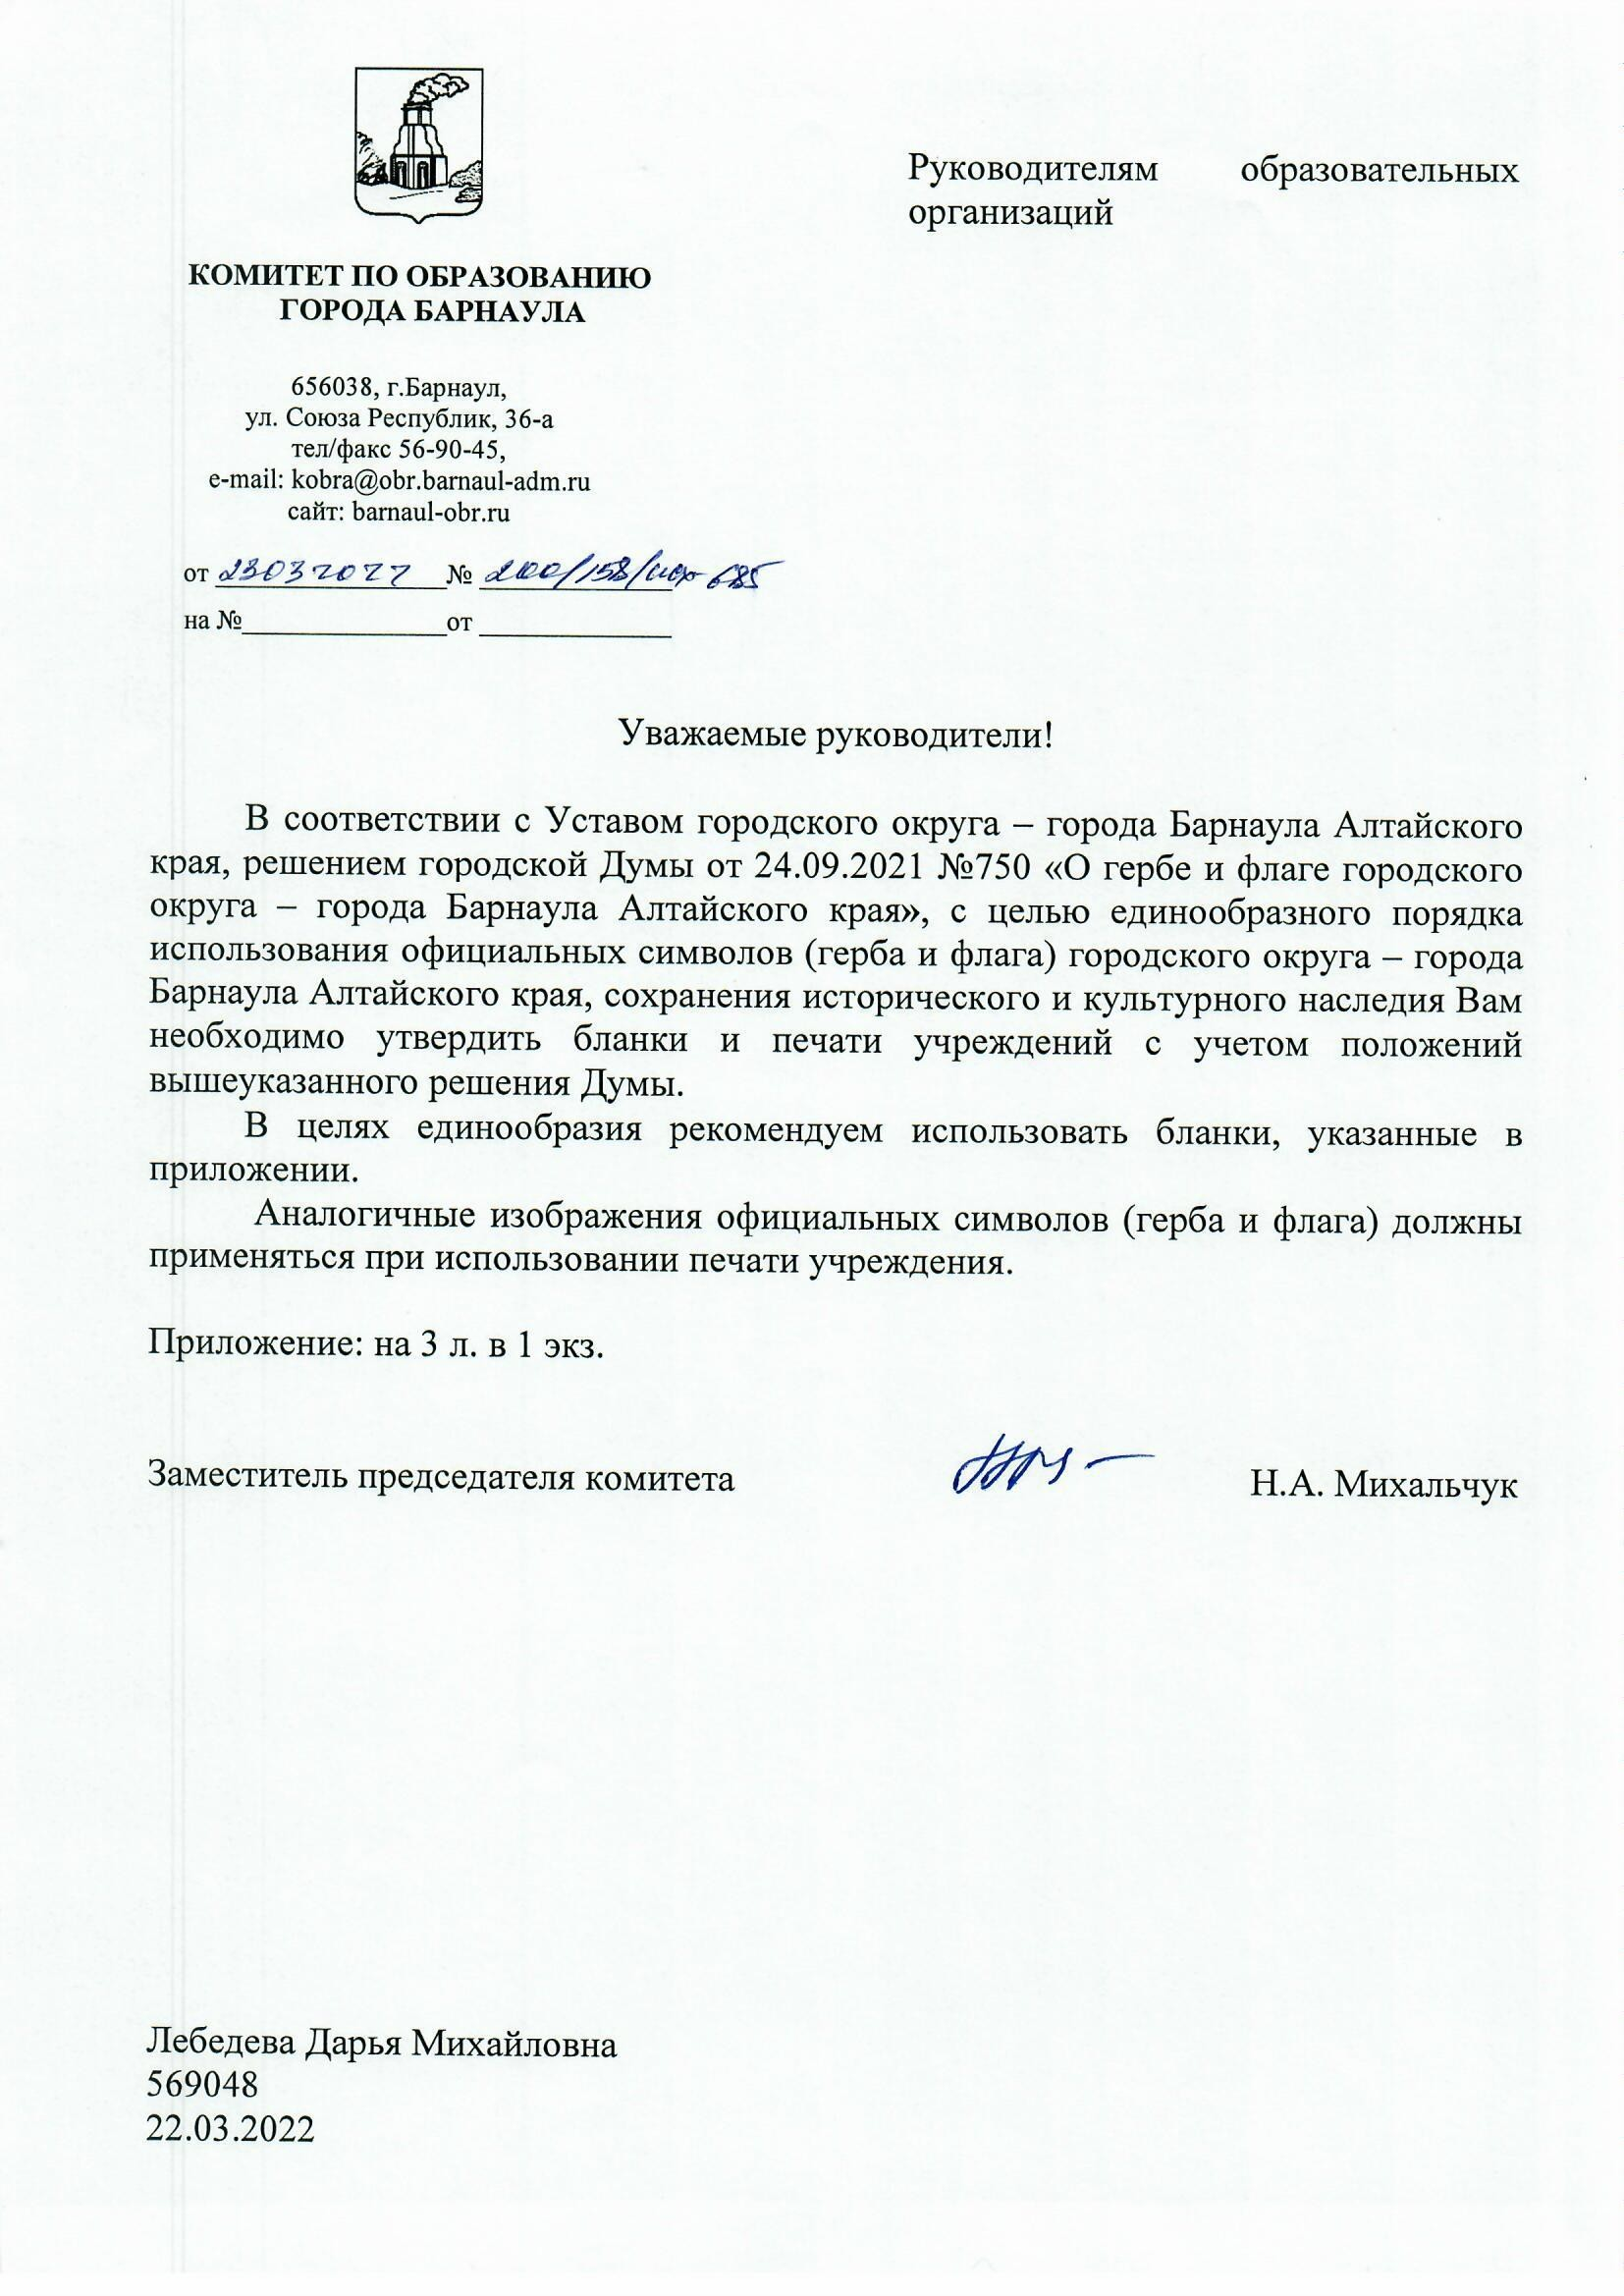 Руководителям образовательных
организаций
КОМИТЕТ ПО ОБРАЗОВАНИЮ
ГОРОДА БАРНАУЛА
656038, г.Барнаул,
ул. Союза Республик, 36-а
тел/факс 56-90-45,
e-mail: kobra@obr.barnaul-adm.ru
сайт: barnaul-obr.ru
от 23032022 № 200/158/исх-685
на № от
Уважаемые руководители!
В соответствии с Уставом городского округа – города Барнаула Алтайского
края, решением городской Думы от 24.09.2021 №750 «О гербе и флаге городского
округа – города Барнаула Алтайского края», с целью единообразного порядка
использования официальных символов (герба и флага) городского округа – города
Барнаула Алтайского края, сохранения исторического и культурного наследия Вам
необходимо утвердить бланки и печати учреждений с учетом положений
вышеуказанного решения Думы.
В целях единообразия рекомендуем использовать бланки, указанные в
приложении.
Аналогичные изображения официальных символов (герба и флага) должны
применяться при использовании печати учреждения.
Приложение: на 3 л. в 1 экз.
Заместитель председателя комитета Н.А. Михальчук
Лебедева Дарья Михайловна
569048
22.03.2022